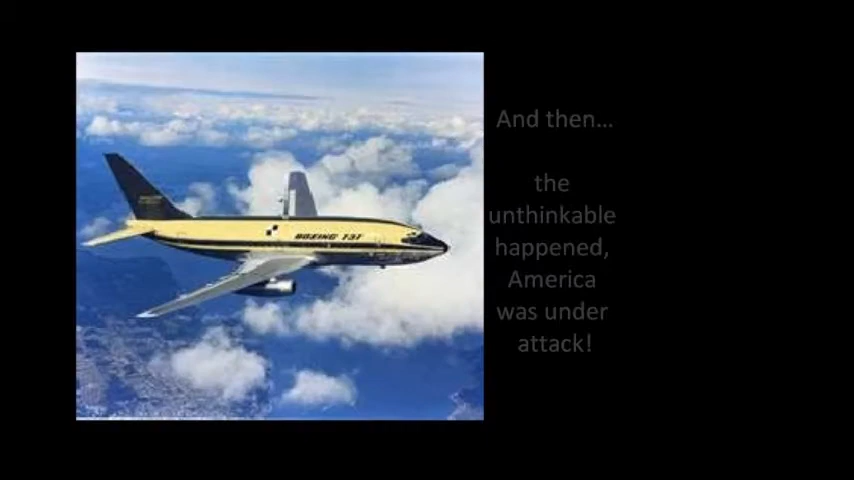 BOEING 737
And then...
the
unthinkable
happened,
America
was under
attack!